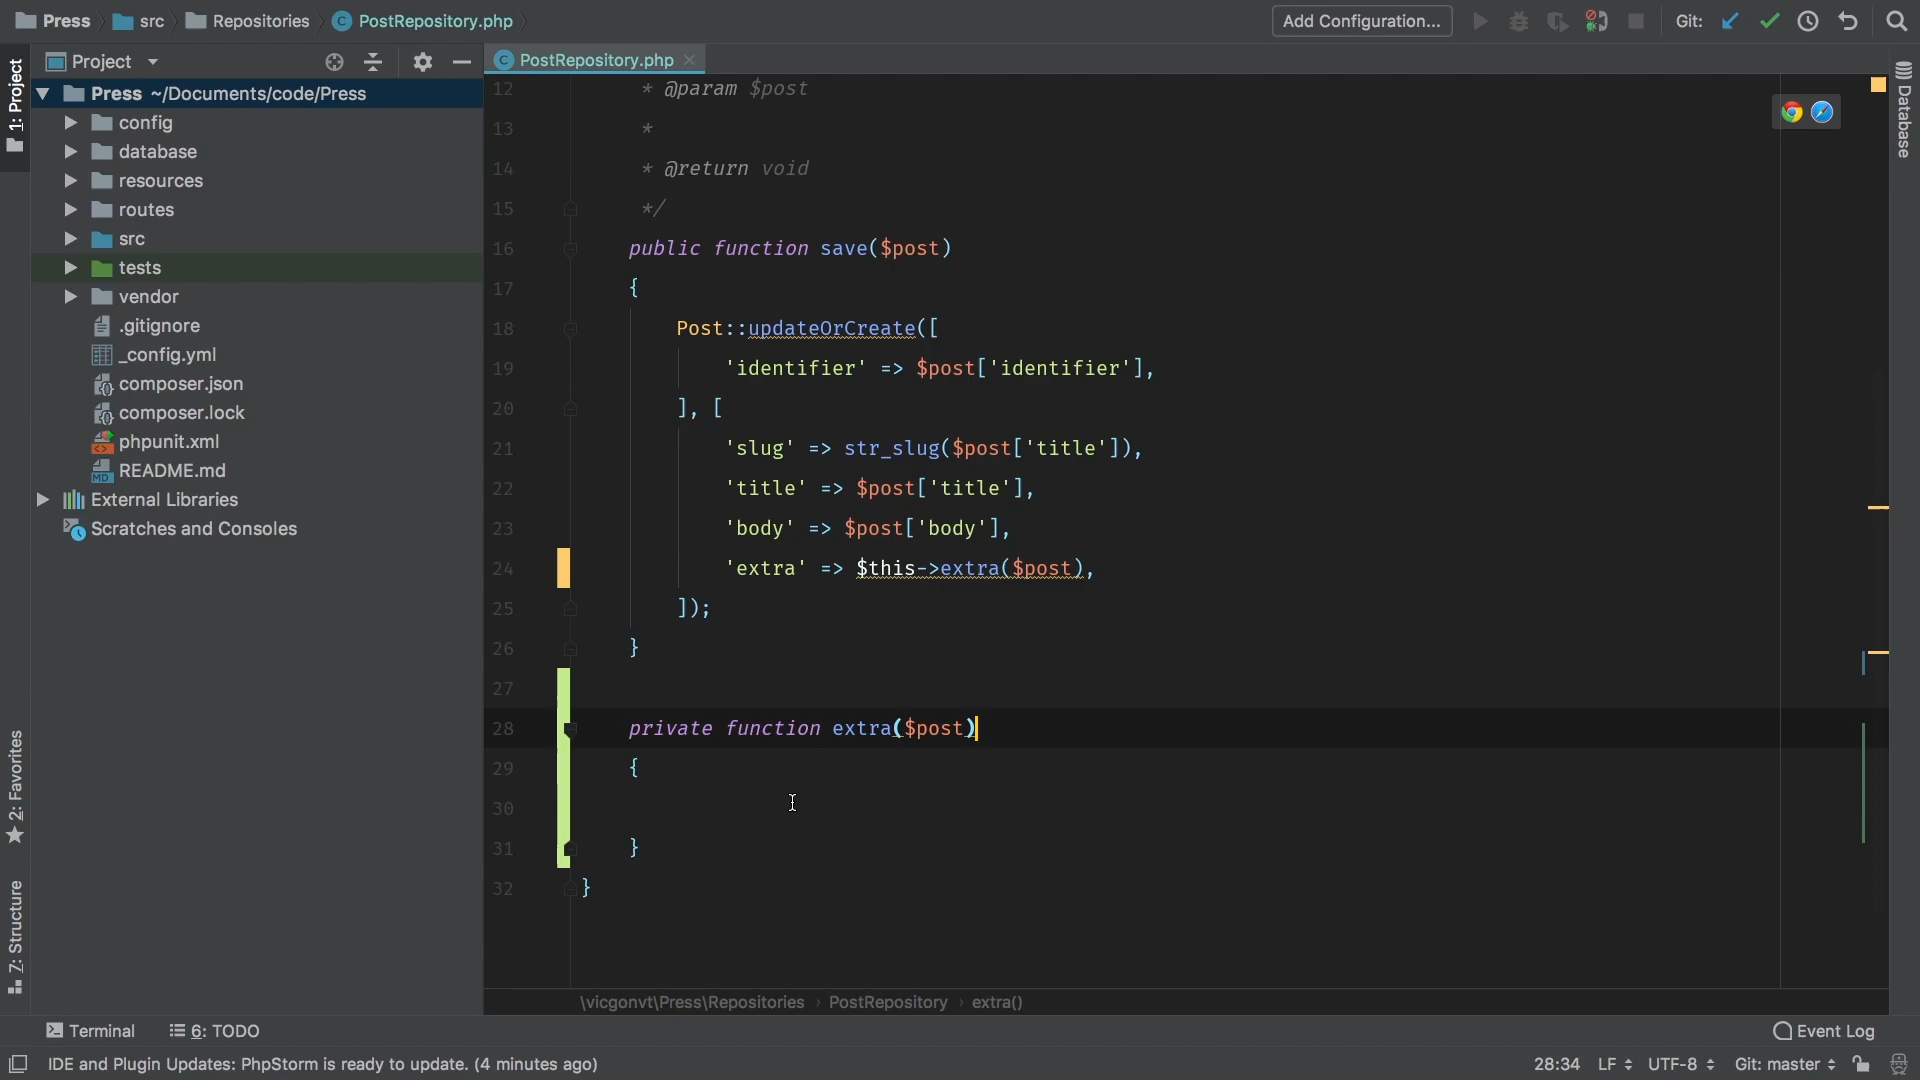 Press src Repositories PostRepository.php
Add Configuration... Git:
1: Project
Project
PostRepository.php
Press ~/Documents/code/Press
config
database
resources
routes
src
tests
vendor
.gitignore
_config.yml
composer.json
composer.lock
phpunit.xml
README.md
External Libraries
Scratches and Consoles
2: Favorites
Z: Structure
12 * @param $post
13 *
14 * @return void
15 */
16 public function save($post)
17 {
18 Post::updateOrCreate([
19 'identifier' => $post['identifier'],
20 ], [
21 'slug' => str_slug($post['title']),
22 'title' => $post['title'],
23 'body' => $post['body'],
24 'extra' => $this->extra($post),
25 ]);
26 }
27
28 private function extra($post)
29 {
30
31 }
32 }
Database
\vicgonvt\Press\Repositories › PostRepository › extra()
Terminal 6: TODO
Event Log
IDE and Plugin Updates: PhpStorm is ready to update. (4 minutes ago)
28:34 LF UTF-8 Git: master